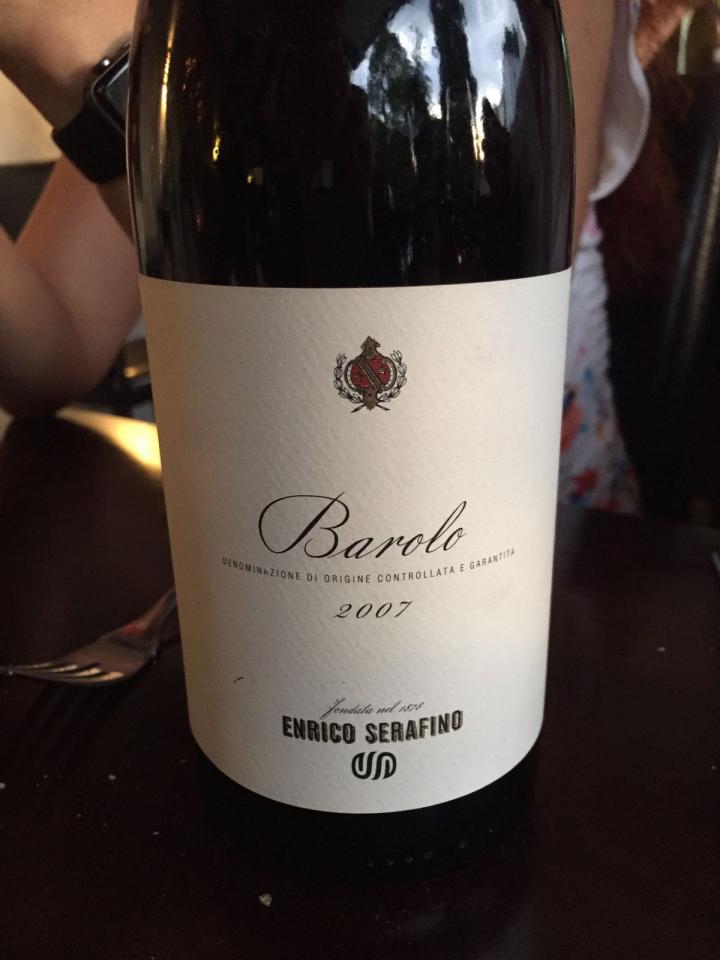 Barolo
DENOMINAZIONE DI ORIGINE CONTROLLATA E GARANTITA
2007
fondata nel 1878
ENRICO SERAFINO